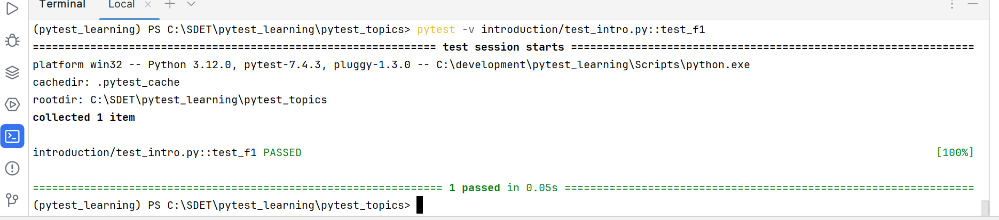 Terminal Local
(pytest_learning) PS C:\SDET\pytest_learning\pytest_topics> pytest -v introduction/test_intro.py::test_f1
=============================================================== test session starts ===============================================================
platform win32 -- Python 3.12.0, pytest-7.4.3, pluggy-1.3.0 -- C:\development\pytest_learning\Scripts\python.exe
cachedir: .pytest_cache
rootdir: C:\SDET\pytest_learning\pytest_topics
collected 1 item
introduction/test_intro.py::test_f1 PASSED [100%]
================================================================ 1 passed in 0.05s ================================================================
(pytest_learning) PS C:\SDET\pytest_learning\pytest_topics>